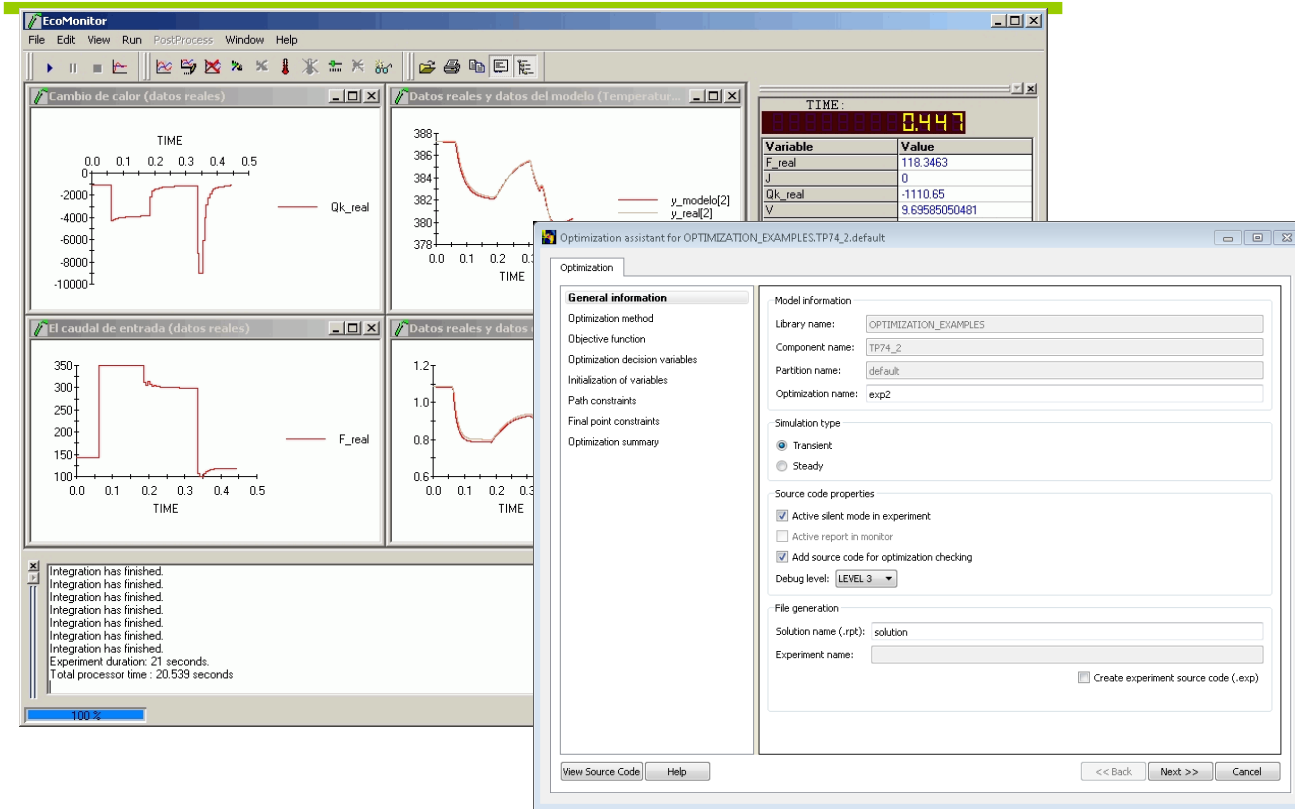 EcoMonitor
File Edit View Run PostProcess Window Help
Cambio de calor (datos reales)
TIME
0.0 0.1 0.2 0.3 0.4 0.5
0
-2000
-4000
-6000
-8000
-10000
Qk_real
Datos reales y datos del modelo (Temperatur...
388
386
384
382
380
378
0.0 0.1 0.2 0.3
TIME
y_modelo[2]
y_real[2]
TIME:
0.447
Variable Value
F_real 118.3463
J 0
Qk_real -1110.65
V 9.69585050481
El caudal de entrada (datos reales)
350
300
250
200
150
100
0.0 0.1 0.2 0.3 0.4 0.5
TIME
F_real
Datos reales y datos
1.2
1.0
0.8
0.6
0.0 0.1 0.2 0.3
TIME
Integration has finished.
Integration has finished.
Integration has finished.
Integration has finished.
Integration has finished.
Integration has finished.
Integration has finished.
Experiment duration: 21 seconds.
Total processor time : 20.539 seconds
100 %
Optimization assistant for OPTIMIZATION_EXAMPLES.TP74_2.default
Optimization
General information
Optimization method
Objective function
Optimization decision variables
Initialization of variables
Path constraints
Final point constraints
Optimization summary
Model information
Library name: OPTIMIZATION_EXAMPLES
Component name: TP74_2
Partition name: default
Optimization name: exp2
Simulation type
Transient
Steady
Source code properties
Active silent mode in experiment
Active report in monitor
Add source code for optimization checking
Debug level: LEVEL 3
File generation
Solution name (.rpt): solution
Experiment name:
Create experiment source code (.exp)
View Source Code Help << Back Next >> Cancel